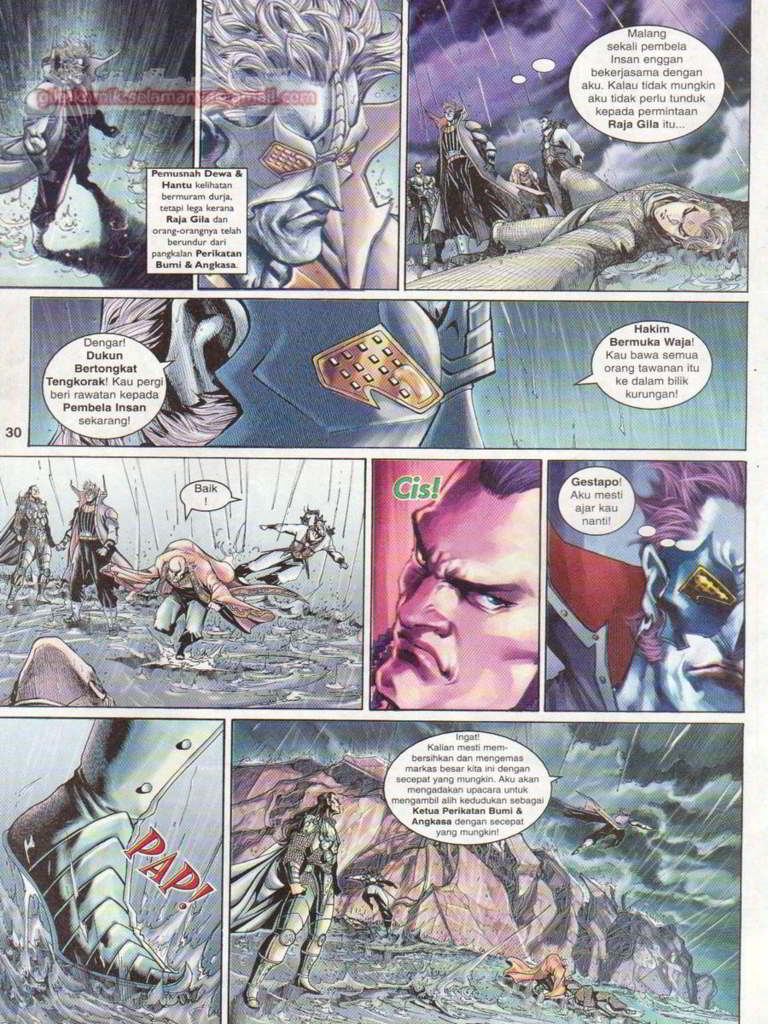 Pemusnah Dewa &
Hantu kelihatan
bermuram durja,
tetapi lega kerana
Raja Gila dan
orang-orangnya telah
berundur dari
pangkalan Perikatan
Bumi & Angkasa.
Malang
sekali pembela
Insan enggan
bekerjasama dengan
aku. Kalau tidak mungkin
aku tidak perlu tunduk
kepada permintaan
Raja Gila itu...
Dengar!
Dukun
Bertongkat
Tengkorak! Kau pergi
beri rawatan kepada
Pembela Insan
sekarang!
Hakim
Bermuka Waja!
Kau bawa semua
orang tawanan itu
ke dalam bilik
kurungan!
30
Baik
!
Cis!
Gestapo!
Aku mesti
ajar kau
nanti!
PAP!
Ingat!
Kalian mesti mem-
bersihkan dan mengemas
markas besar kita ini dengan
secepat yang mungkin. Aku akan
mengadakan upacara untuk
mengambil alih kedudukan sebagai
Ketua Perikatan Bumi &
Angkasa dengan secepat
yang mungkin!